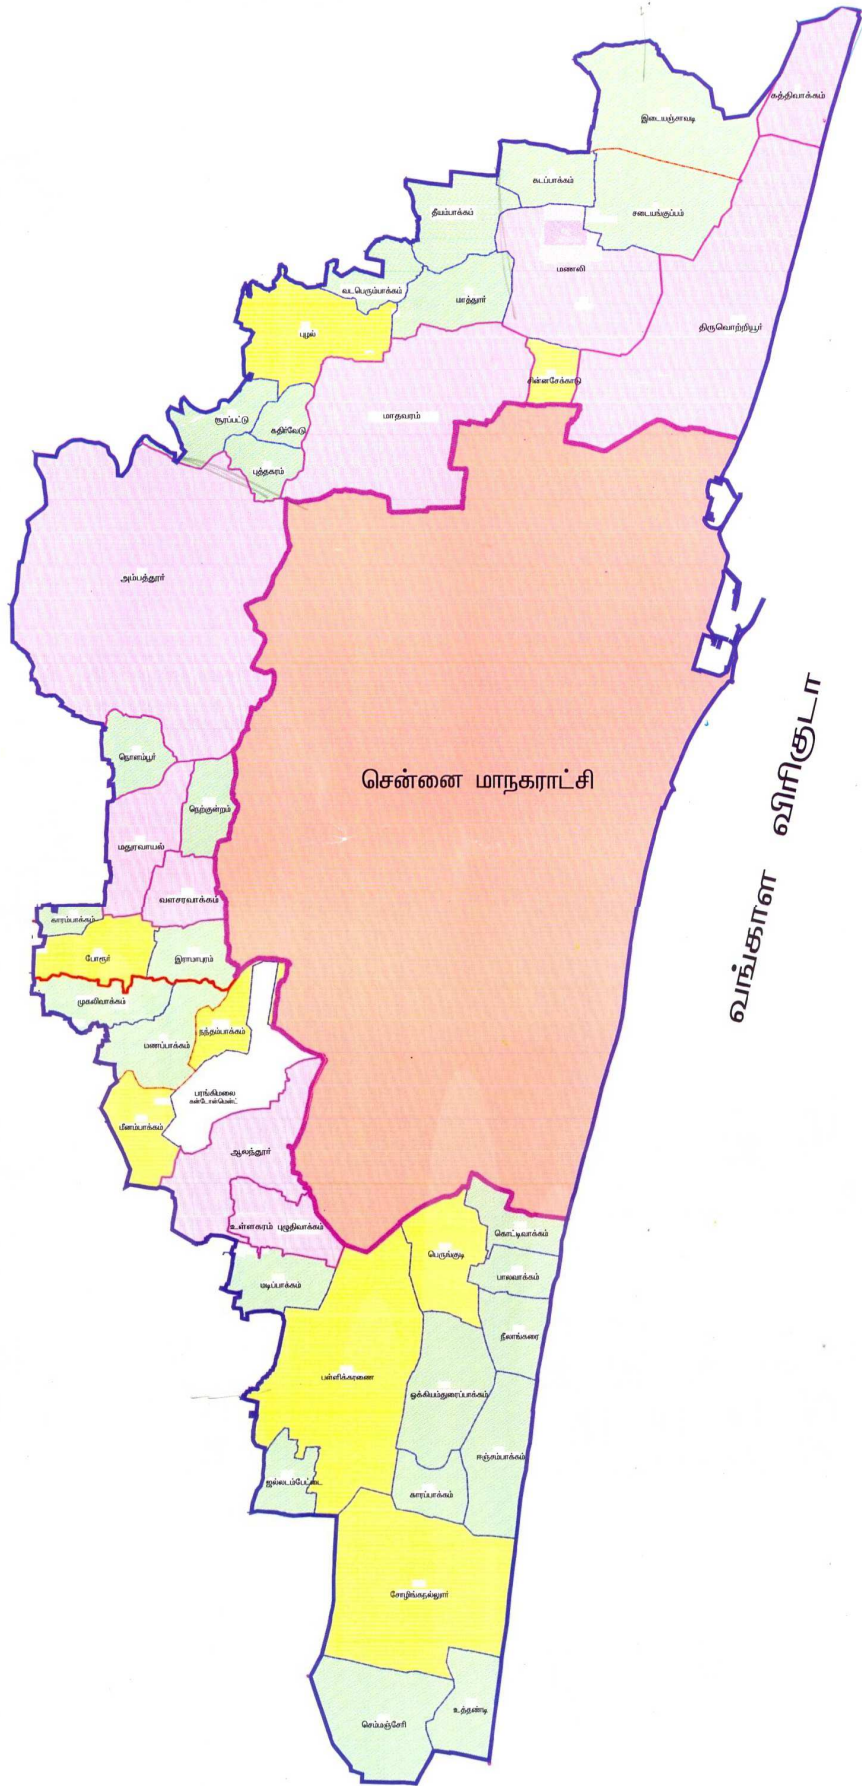 கத்திவாக்கம்
இடையஞ்சாவடி
கடப்பாக்கம்
சடையங்குப்பம்
தீயம்பாக்கம்
மணலி
வடபெரும்பாக்கம்
மாத்தூர்
திருவொற்றியூர்
புழல்
சின்னசேக்காடு
மாதவரம்
சூரப்பட்டு
கதிர்வேடு
புத்தகரம்
அம்பத்தூர்
நொளம்பூர்
சென்னை மாநகராட்சி
வங்காள விரிகுடா
நெற்குன்றம்
மதுரவாயல்
வளசரவாக்கம்
காரம்பாக்கம்
போரூர்
இராமாபுரம்
முகலிவாக்கம்
நந்தம்பாக்கம்
மணப்பாக்கம்
பரங்கிமலை
கன்டோன்மென்ட்
மீனம்பாக்கம்
ஆலந்தூர்
உள்ளகரம் புழுதிவாக்கம்
கொட்டிவாக்கம்
பெருங்குடி
பாலவாக்கம்
மடிப்பாக்கம்
நீலாங்கரை
பள்ளிக்கரணை
ஒக்கியம்துரைப்பாக்கம்
ஈஞ்சம்பாக்கம்
ஜல்லடம்பேட்டை
காரப்பாக்கம்
சோழிங்கநல்லூர்
உத்தண்டி
செம்மஞ்சேரி